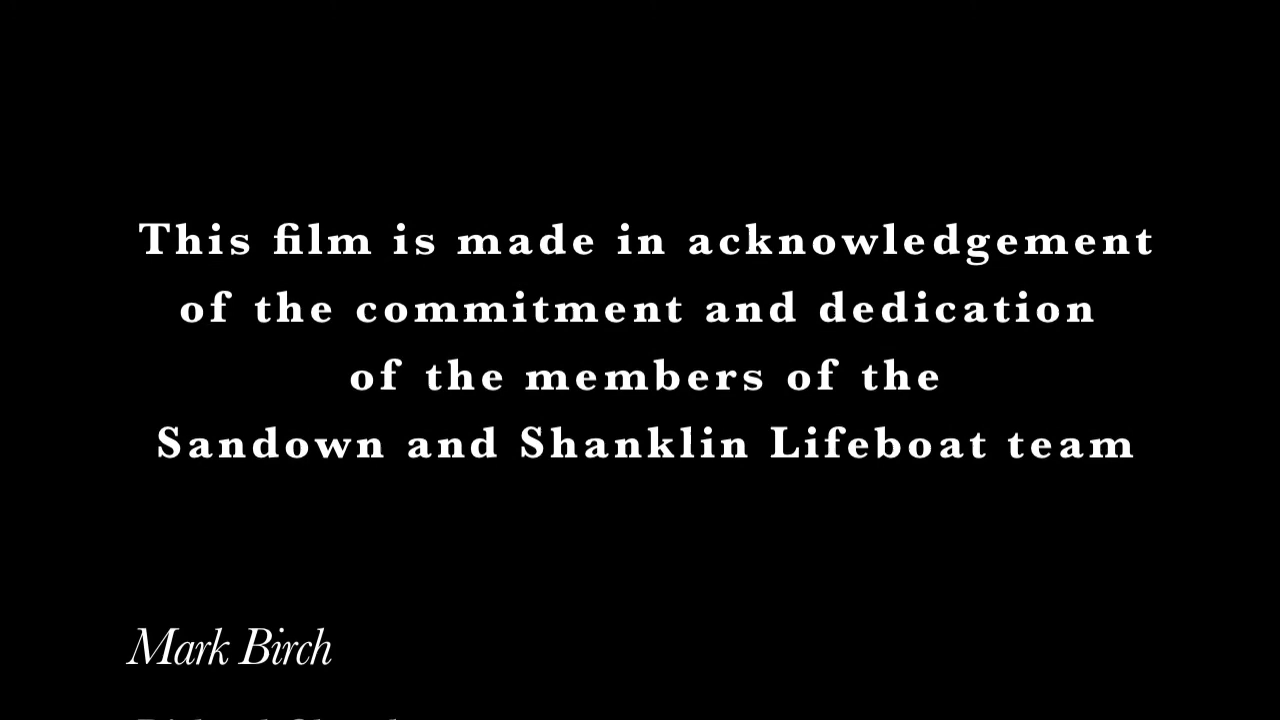 This film is made in acknowledgement
of the commitment and dedication
of the members of the
Sandown and Shanklin Lifeboat team
Mark Birch